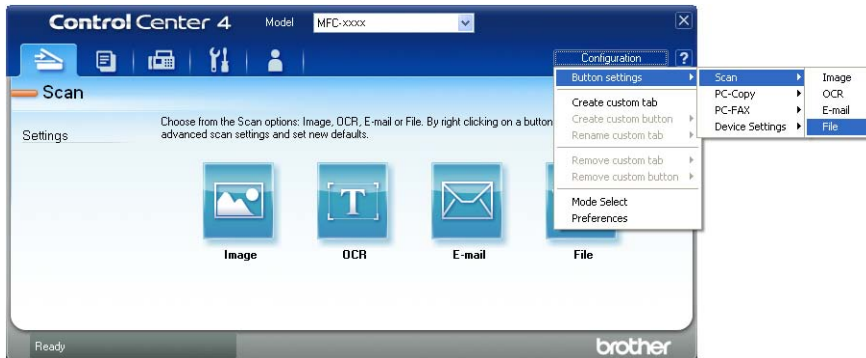 Control Center 4 Model MFC-xxxx
Configuration ?
Scan
Settings
Choose from the Scan options: Image, OCR, E-mail or File. By right clicking on a button
advanced scan settings and set new defaults.
Image
OCR
E-mail
File
Button settings
Create custom tab
Create custom button
Rename custom tab
Remove custom tab
Remove custom button
Mode Select
Preferences
Scan
PC-Copy
PC-FAX
Device Settings
Image
OCR
E-mail
File
Ready
brother